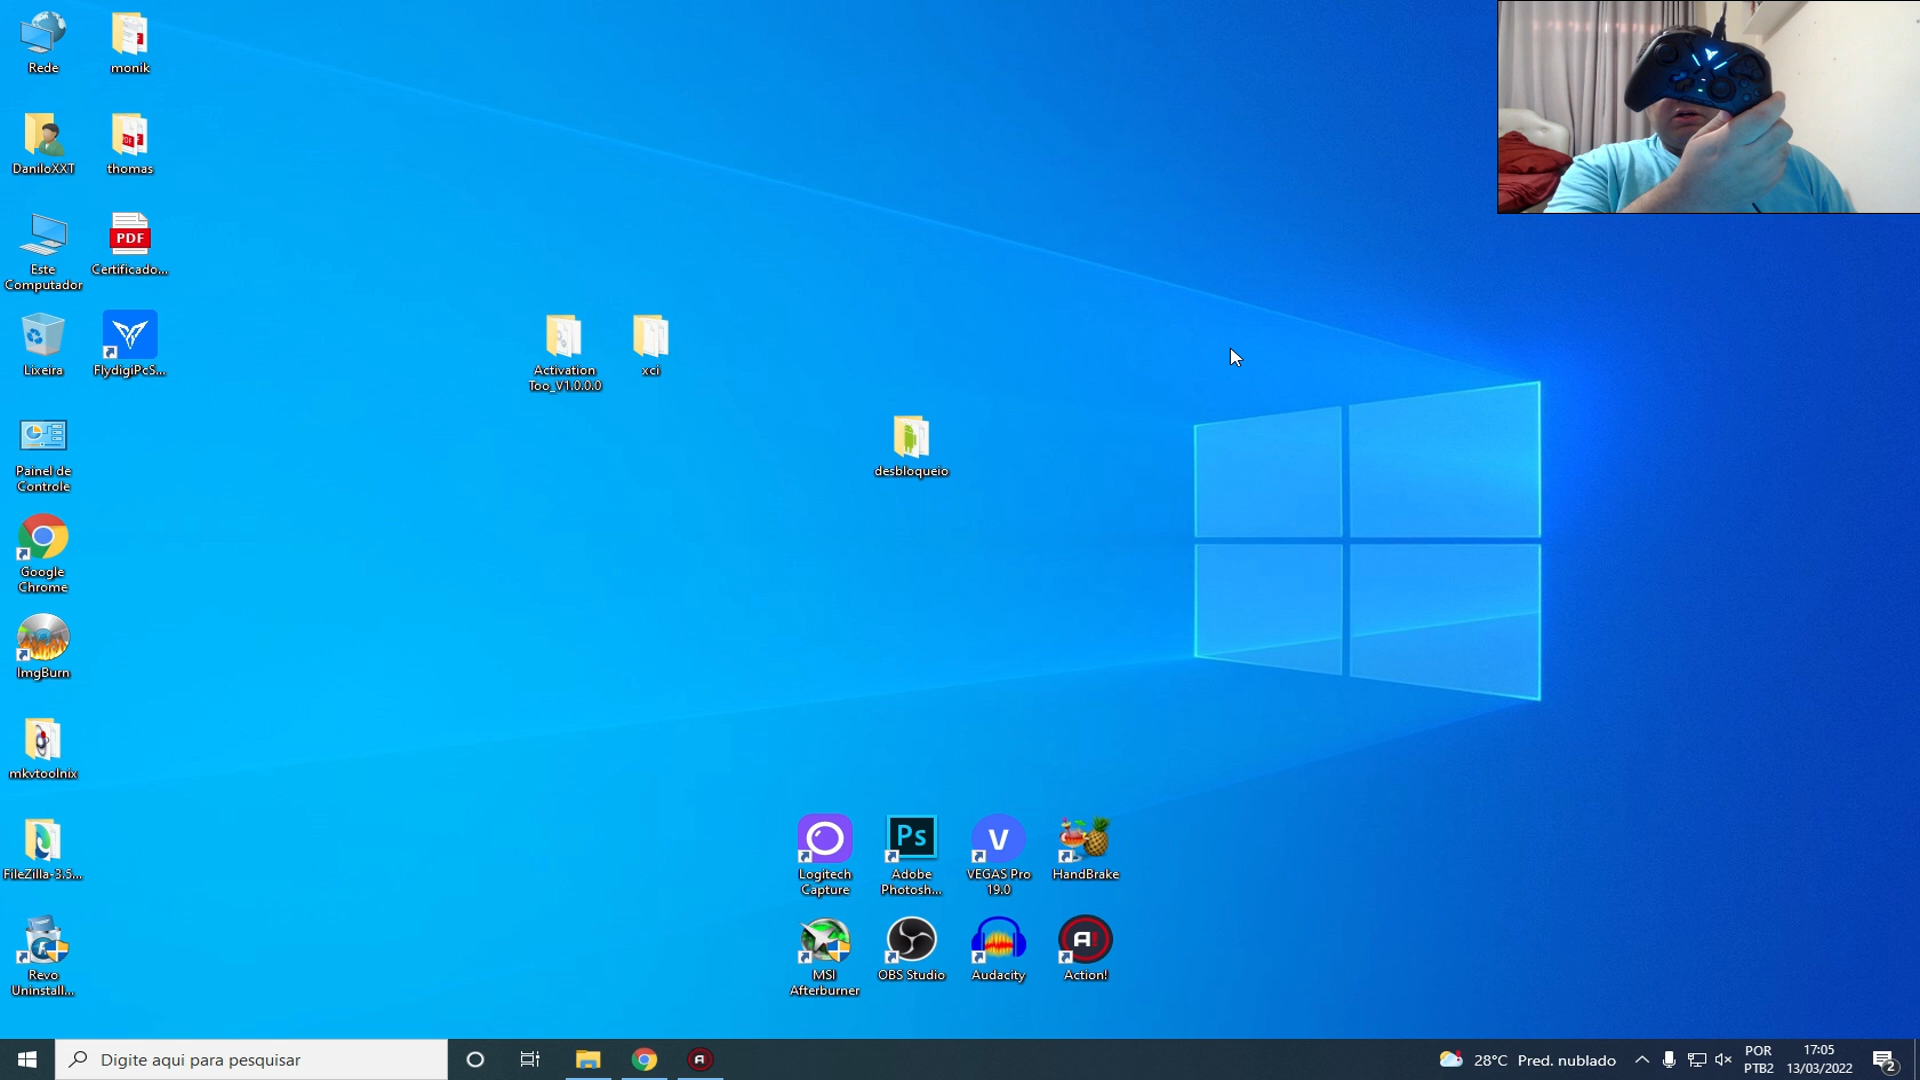 Rede
monik
DaniloXXT
thomas
Este
Computador
PDF
Certificado...
Lixeira
FlydigiPcS...
Activation
Too_V1.0.0.0
xci
desbloqueio
Painel de
Controle
Google
Chrome
ImgBurn
mkvtoolnix
FileZilla-3.5...
Revo
Uninstall...
Logitech
Capture
Ps
Adobe
Photosh...
V
VEGAS Pro
19.0
HandBrake
MSI
Afterburner
OBS Studio
Audacity
A!
Action!
Digite aqui para pesquisar
28°C Pred. nublado
POR
PTB2
17:05
13/03/2022
2